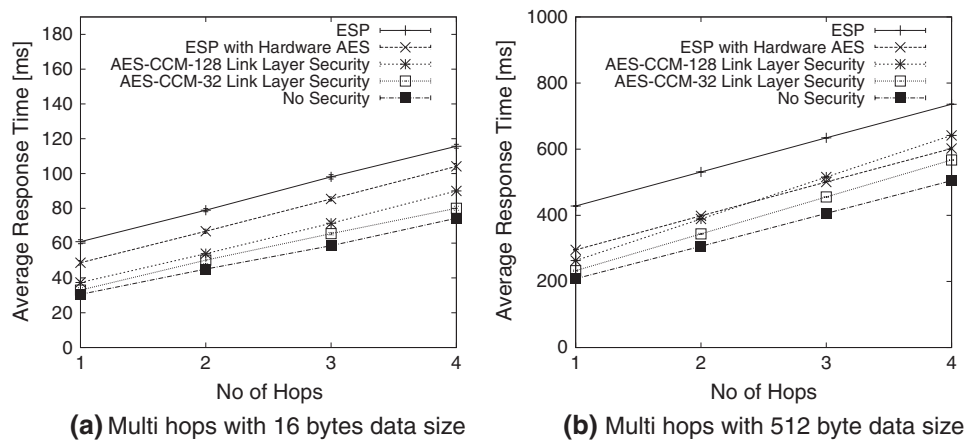 Average Response Time [ms]
180
160
140
120
100
80
60
40
20
0
ESP
ESP with Hardware AES
AES-CCM-128 Link Layer Security
AES-CCM-32 Link Layer Security
No Security
1 2 3 4
No of Hops
(a) Multi hops with 16 bytes data size
Average Response Time [ms]
1000
800
600
400
200
0
ESP
ESP with Hardware AES
AES-CCM-128 Link Layer Security
AES-CCM-32 Link Layer Security
No Security
1 2 3 4
No of Hops
(b) Multi hops with 512 byte data size